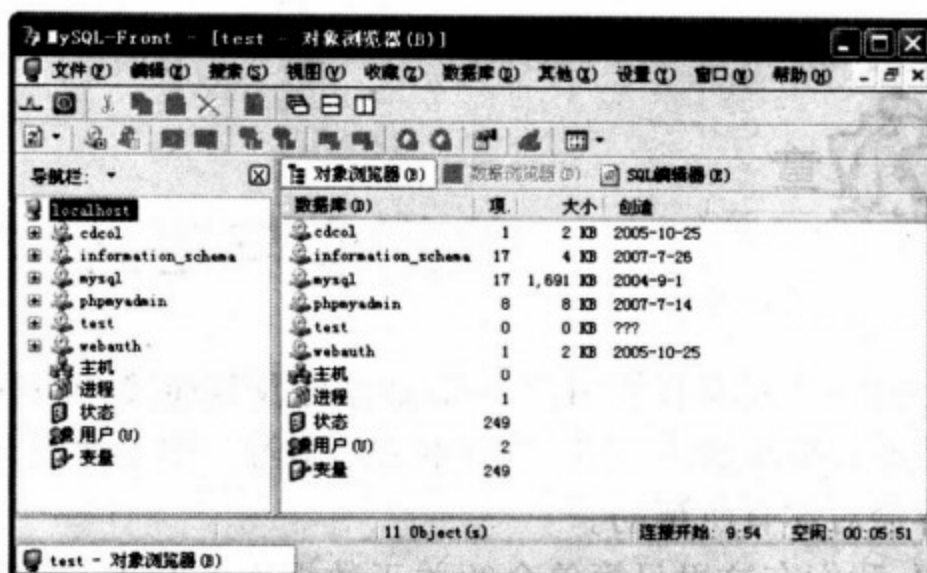 MySQL-Front - [test - 对象浏览器(B)]
文件(F) 编辑(E) 搜索(S) 视图(V) 收藏(Z) 数据库(D) 其他(X) 设置(T) 窗口(W) 帮助(H)
导航栏:
对象浏览器(B) 数据浏览器(D) SQL编辑器(E)
localhost
cdcol
information_schema
mysql
phpmyadmin
test
webauth
主机
进程
状态
用户(U)
变量
数据库(D) 项. 大小 创造
cdcol 1 2 KB 2005-10-25
information_schema 17 4 KB 2007-7-26
mysql 17 1,691 KB 2004-9-1
phpmyadmin 8 8 KB 2007-7-14
test 0 0 KB ???
webauth 1 2 KB 2005-10-25
主机 0
进程 1
状态 249
用户(U) 2
变量 249
11 Object(s) 连接开始: 9:54 空闲: 00:05:51
test - 对象浏览器(B)